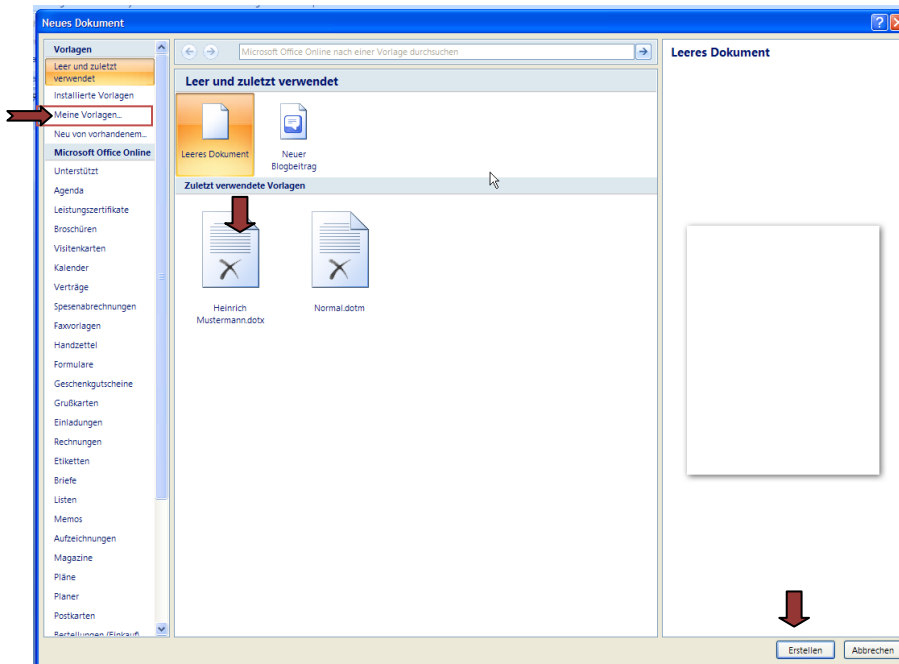 Neues Dokument
Vorlagen
Leer und zuletzt
verwendet
Installierte Vorlagen
Meine Vorlagen...
Neu von vorhandenem...
Microsoft Office Online
Unterstützt
Agenda
Leistungszertifikate
Broschüren
Visitenkarten
Kalender
Verträge
Spesenabrechnungen
Faxvorlagen
Handzettel
Formulare
Geschenkgutscheine
Grußkarten
Einladungen
Rechnungen
Etiketten
Briefe
Listen
Memos
Aufzeichnungen
Magazine
Pläne
Planer
Postkarten
Bestellungen (Einkauf)
Microsoft Office Online nach einer Vorlage durchsuchen
Leer und zuletzt verwendet
Leeres Dokument
Neuer
Blogbeitrag
Zuletzt verwendete Vorlagen
Heinrich
Mustermann.dotx
Normal.dotm
Leeres Dokument
Erstellen
Abbrechen